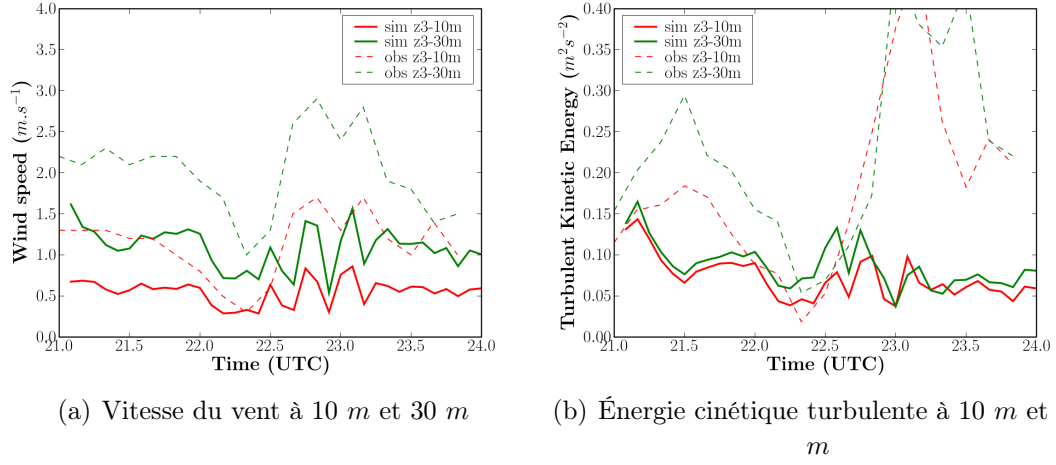 4.0
3.5
3.0
2.5
2.0
1.5
1.0
0.5
0.0
Wind speed (m.s⁻¹)
sim z3-10m
sim z3-30m
obs z3-10m
obs z3-30m
21.0 21.5 22.0 22.5 23.0 23.5 24.0
Time (UTC)
(a) Vitesse du vent à 10 m et 30 m
0.40
0.35
0.30
0.25
0.20
0.15
0.10
0.05
0.00
Turbulent Kinetic Energy (m²s⁻²)
sim z3-10m
sim z3-30m
obs z3-10m
obs z3-30m
21.0 21.5 22.0 22.5 23.0 23.5 24.0
Time (UTC)
(b) Énergie cinétique turbulente à 10 m et
m